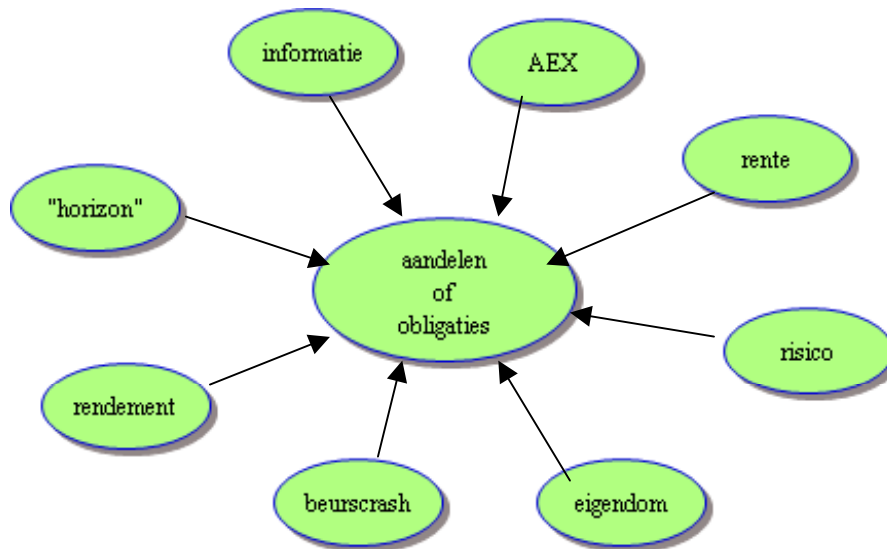 informatie
AEX
rente
"horizon"
aandelen
of
obligaties
risico
rendement
beurscrash
eigendom